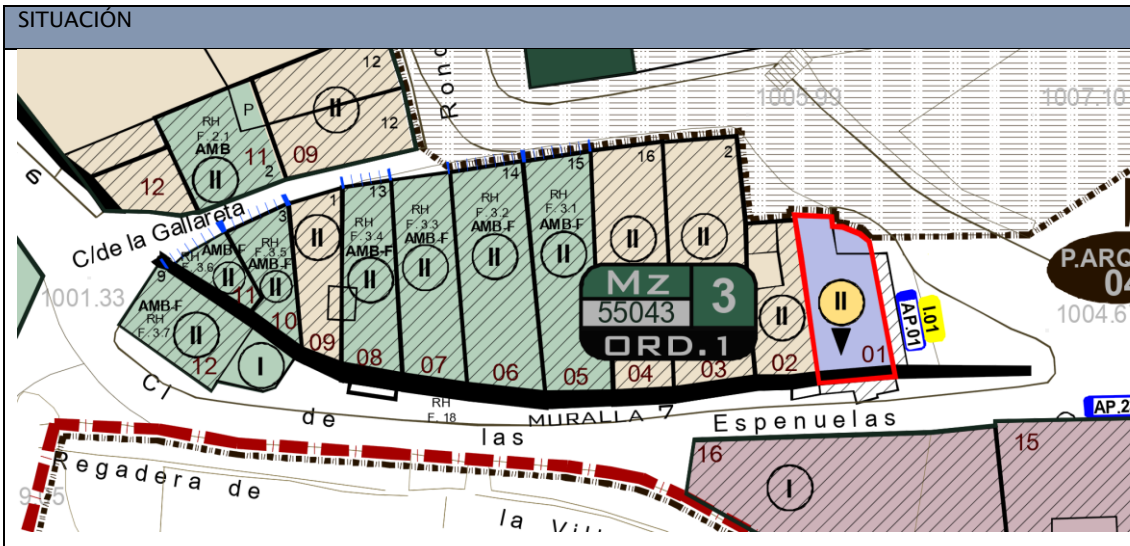 SITUACIÓN
12
12
Rond
1005.99
1007.10
P
RH
F. 2.1
AMB
II
11
2
09
II
12
6
C/de la Gallareta
1001.33
9
AMB-F
RH
F. 3.7
II
12
I
RH
F. 3.6
AMB-F
II
11
3
RH
F. 3.5
AMB-F
II
10
1
II
09
13
RH
F. 3.4
AMB-F
II
08
RH
F. 3.3
AMB-F
II
07
14
RH
F. 3.2
AMB-F
II
06
15
RH
F. 3.1
AMB-F
II
05
16
II
04
2
II
03
II
02
II
01
Mz 3
55043
ORD.1
AP.01
I.01
P.ARQ
04
1004.6
RH
F. 18
MURALLA 7
Cl de las Espenuelas
AP.2
16
I
15
Regadera de la Vill